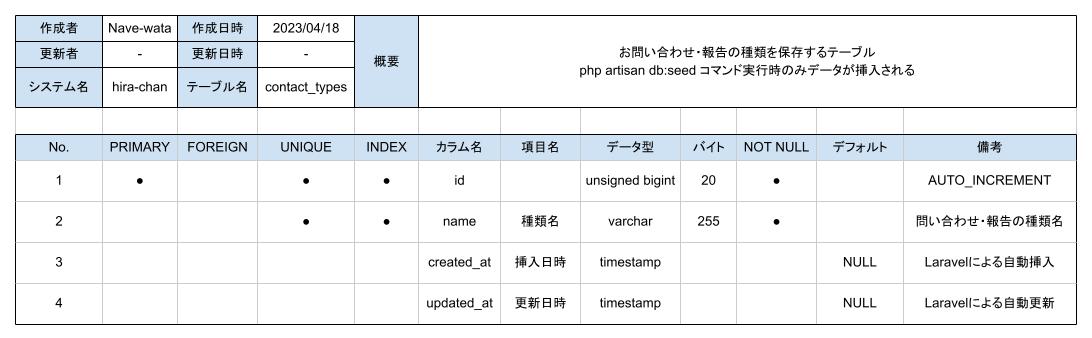 作成者 Nave-wata 作成日時 2023/04/18
更新者 - 更新日時 -
システム名 hira-chan テーブル名 contact_types
概要
お問い合わせ・報告の種類を保存するテーブル
php artisan db:seed コマンド実行時のみデータが挿入される
No. PRIMARY FOREIGN UNIQUE INDEX カラム名 項目名 データ型 バイト NOT NULL デフォルト 備考
1 ● ● ● id unsigned bigint 20 ● AUTO_INCREMENT
2 ● ● name 種類名 varchar 255 ● 問い合わせ・報告の種類名
3 created_at 挿入日時 timestamp NULL Laravelによる自動挿入
4 updated_at 更新日時 timestamp NULL Laravelによる自動更新